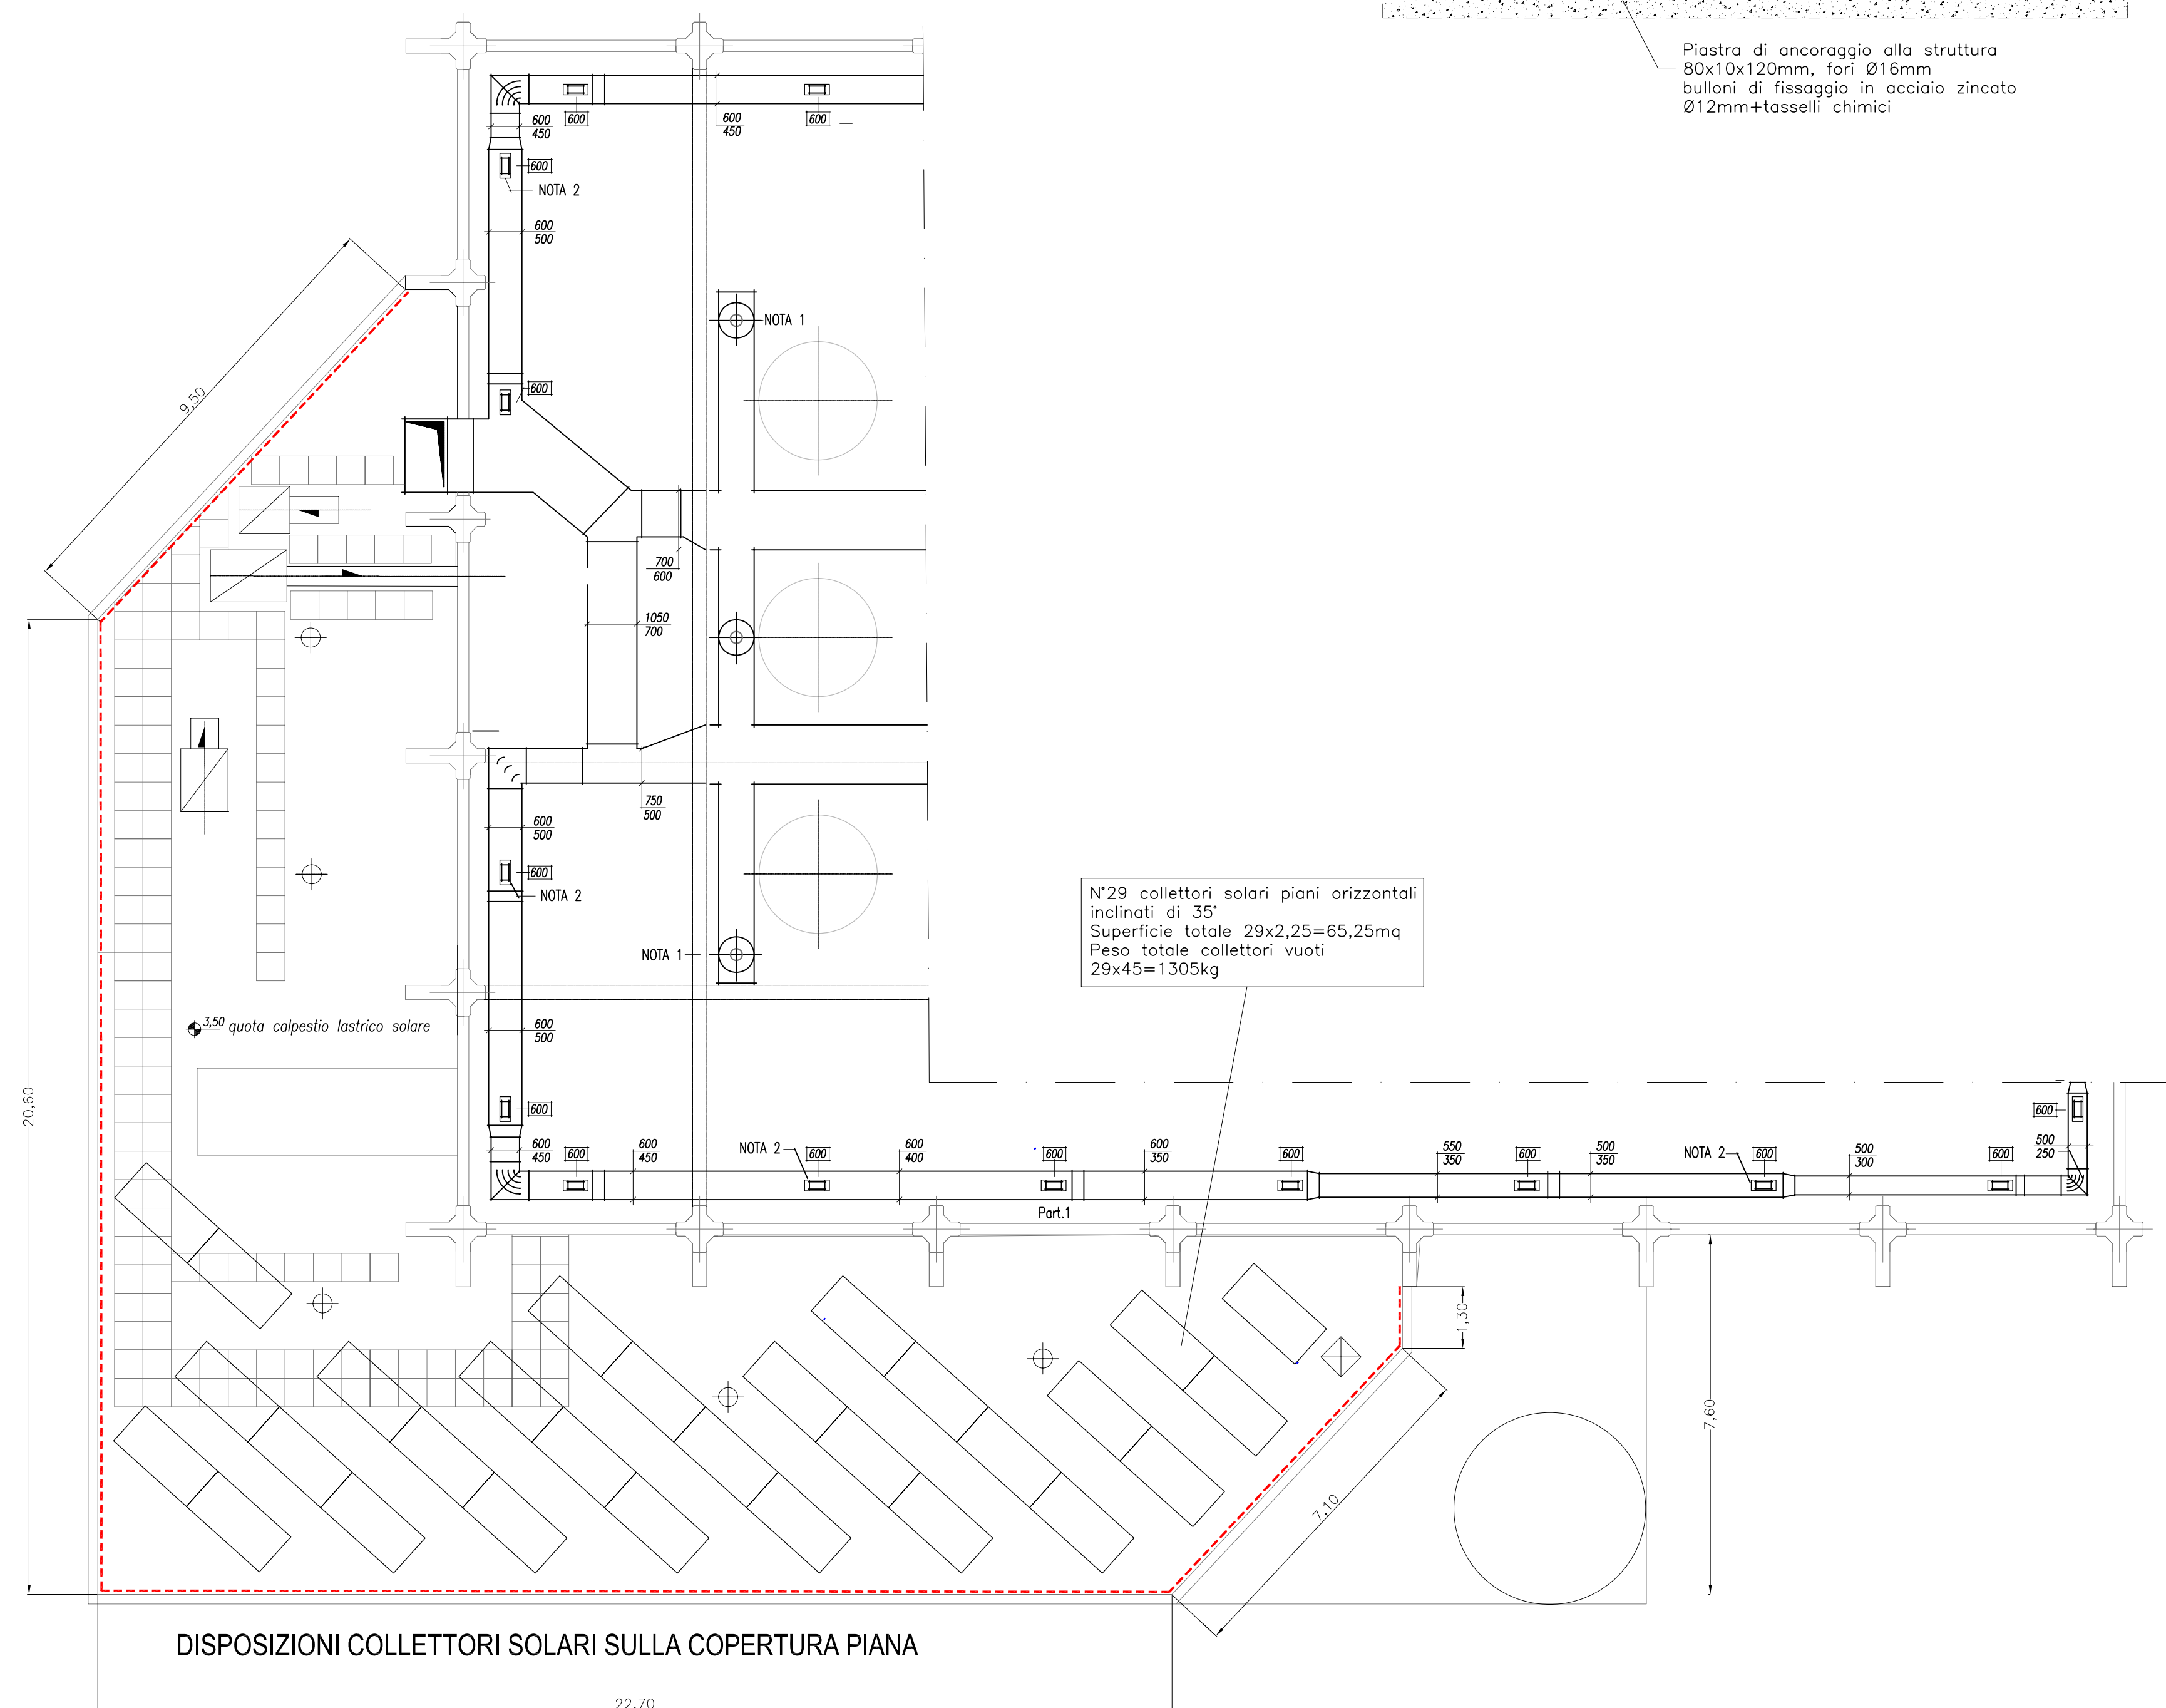 Piastra di ancoraggio alla struttura
80x10x120mm, fori Ø16mm
bulloni di fissaggio in acciaio zincato
Ø12mm+tasselli chimici
600
450
600
600
450
600
600
NOTA 2
600
500
9,50
NOTA 1
600
700
600
1050
700
750
500
600
500
600
NOTA 2
N°29 collettori solari piani orizzontali
inclinati di 35°
Superficie totale 29x2,25=65,25mq
Peso totale collettori vuoti
29x45=1305kg
NOTA 1
3,50 quota calpestio lastrico solare
600
500
20,60
600
600
450
600
600
450
NOTA 2
600
600
400
600
600
350
600
550
350
600
500
350
NOTA 2
600
500
300
600
600
500
250
Part.1
1,30
7,60
7,10
DISPOSIZIONI COLLETTORI SOLARI SULLA COPERTURA PIANA
22,70